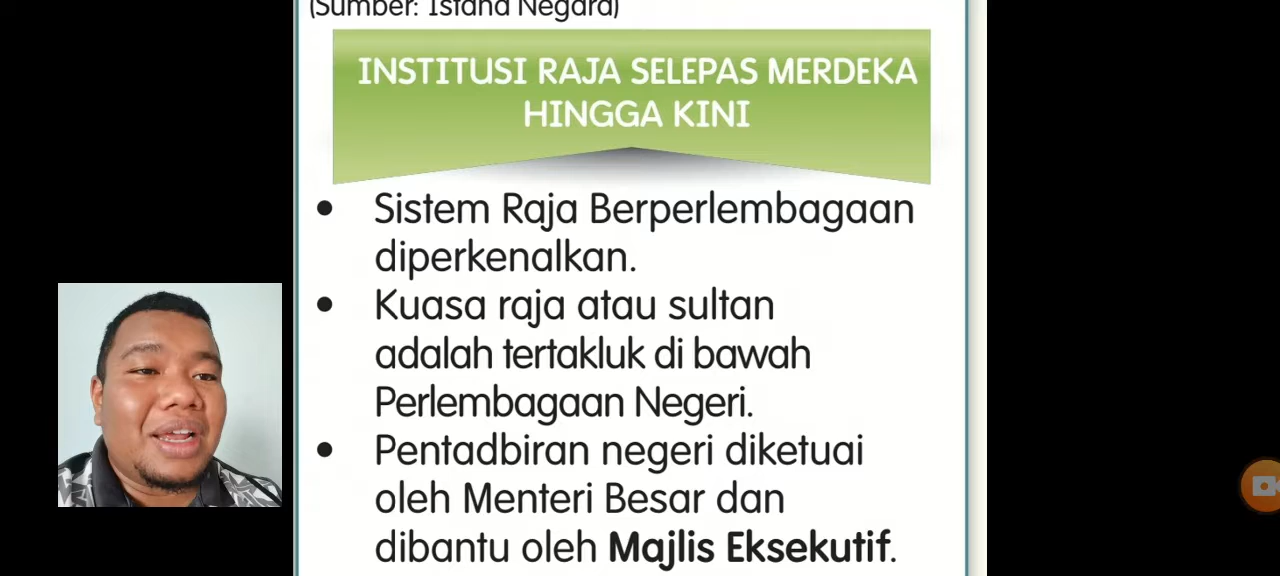 (Sumber: Istana Negara)
INSTITUSI RAJA SELEPAS MERDEKA
HINGGA KINI
• Sistem Raja Berperlembagaan
diperkenalkan.
• Kuasa raja atau sultan
adalah tertakluk di bawah
Perlembagaan Negeri.
• Pentadbiran negeri diketuai
oleh Menteri Besar dan
dibantu oleh Majlis Eksekutif.